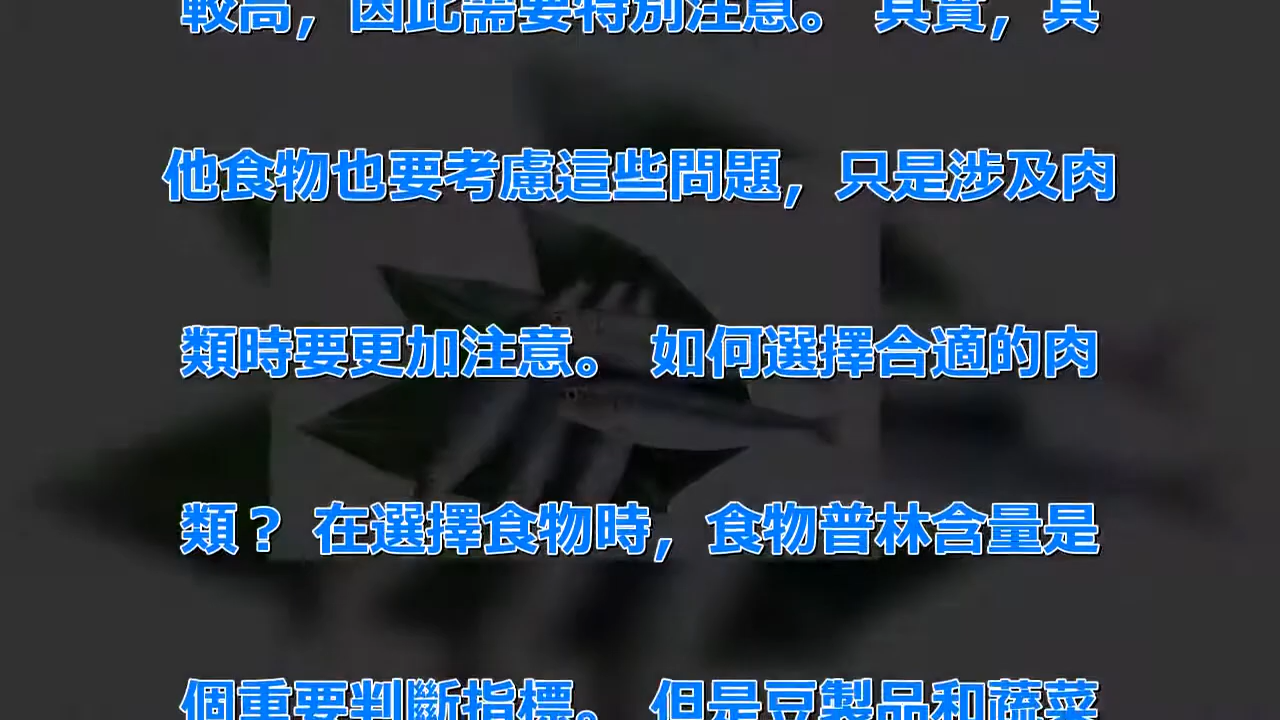 較高，因此需要特別注意。 其實，其
他食物也要考慮這些問題，只是涉及肉
類時要更加注意。 如何選擇合適的肉
類？ 在選擇食物時，食物普林含量是
個重要判斷指標。 但是豆製品和蔬菜